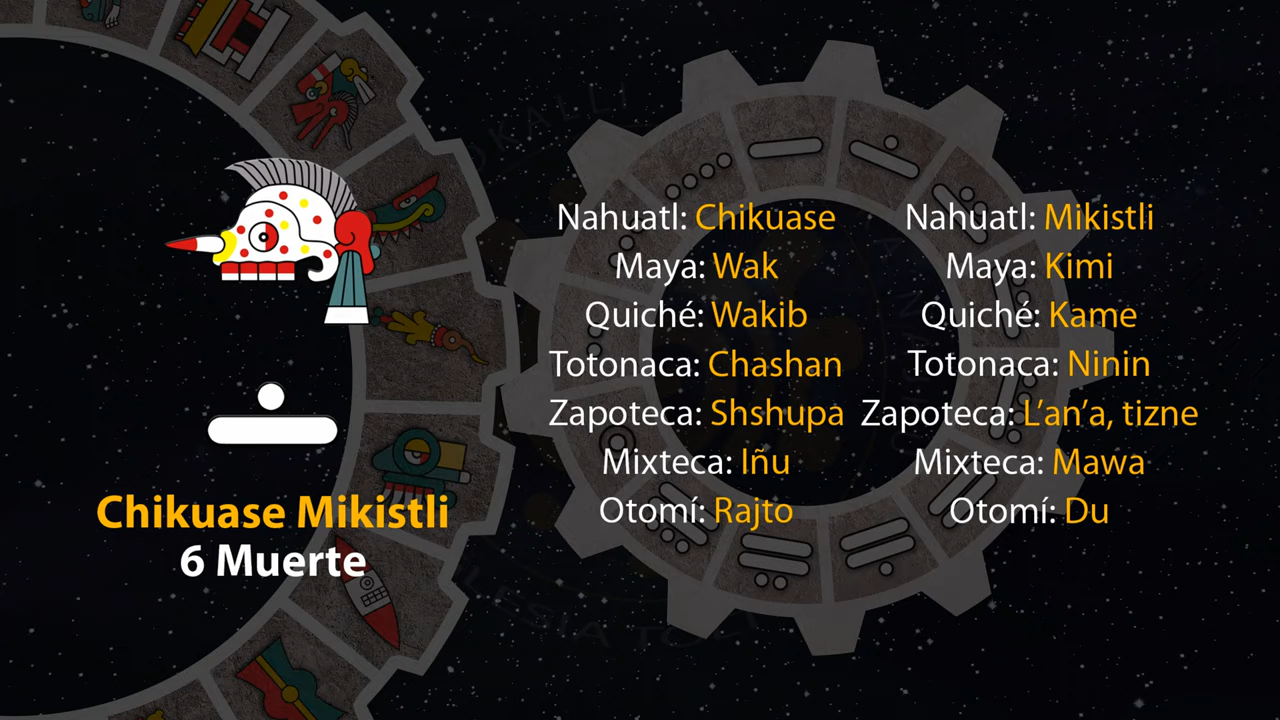 Chikuase Mikistli
6 Muerte
Nahuatl: Chikuase
Maya: Wak
Quiché: Wakib
Totonaca: Chashan
Zapoteca: Shshupa
Mixteca: Iñu
Otomí: Rajto
Nahuatl: Mikistli
Maya: Kimi
Quiché: Kame
Totonaca: Ninin
Zapoteca: L’an’a, tizne
Mixteca: Mawa
Otomí: Du